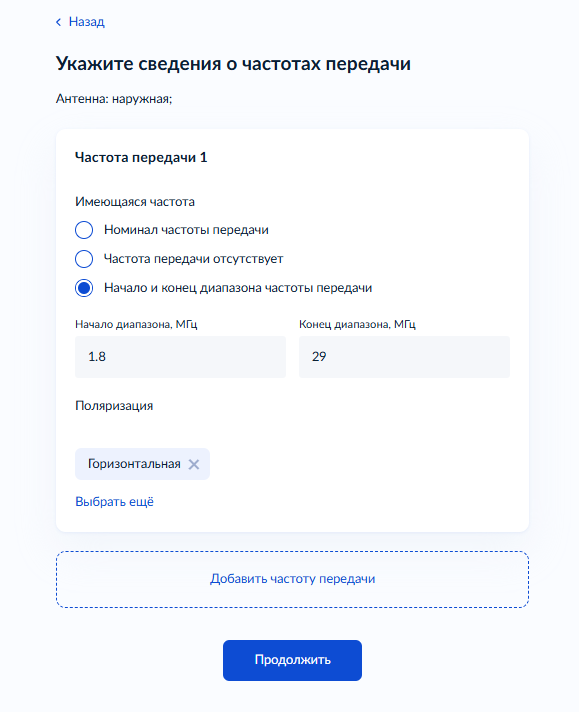 Назад
Укажите сведения о частотах передачи
Антенна: наружная;
Частота передачи 1
Имеющаяся частота
Номинал частоты передачи
Частота передачи отсутствует
Начало и конец диапазона частоты передачи
Начало диапазона, МГц Конец диапазона, МГц
1.8 29
Поляризация
Горизонтальная
Выбрать ещё
Добавить частоту передачи
Продолжить